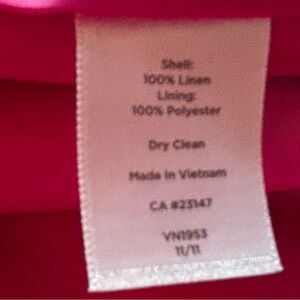 Shell:
100% Linen
Lining:
100% Polyester
Dry Clean
Made in Vietnam
CA #23147
VN1953
11/11